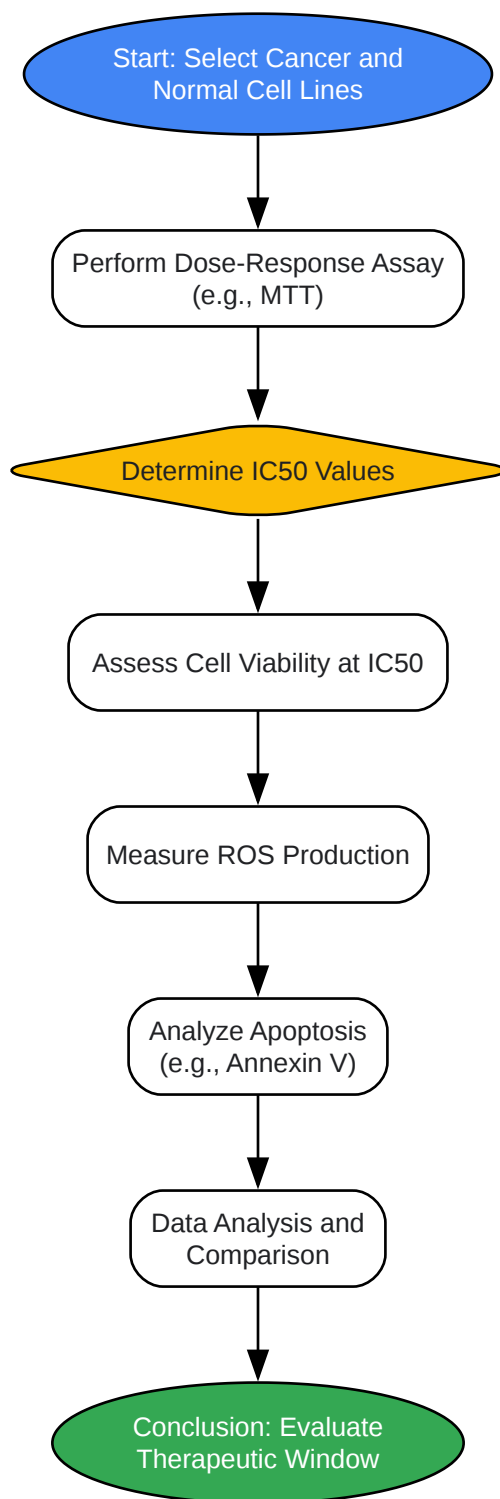 Start: Select Cancer and
Normal Cell Lines
Perform Dose-Response Assay
(e.g., MTT)
Determine IC50 Values
Assess Cell Viability at IC50
Measure ROS Production
Analyze Apoptosis
(e.g., Annexin V)
Data Analysis and
Comparison
Conclusion: Evaluate
Therapeutic Window